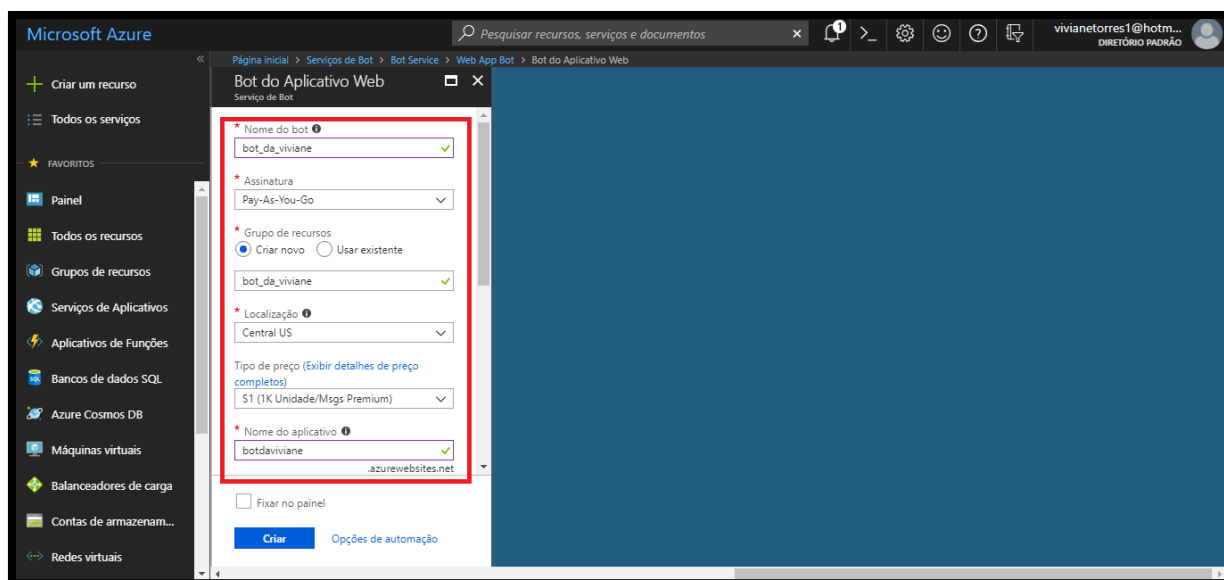 Microsoft Azure
Pesquisar recursos, serviços e documentos
1
vivianetorres1@hotm...
DIRETÓRIO PADRÃO
Criar um recurso
Todos os serviços
FAVORITOS
Painel
Todos os recursos
Grupos de recursos
Serviços de Aplicativos
Aplicativos de Funções
Bancos de dados SQL
Azure Cosmos DB
Máquinas virtuais
Balanceadores de carga
Contas de armazenam...
Redes virtuais
Página inicial > Serviços de Bot > Bot Service > Web App Bot > Bot do Aplicativo Web
Bot do Aplicativo Web
Serviço de Bot
* Nome do bot
bot_da_viviane
* Assinatura
Pay-As-You-Go
* Grupo de recursos
Criar novo Usar existente
bot_da_viviane
* Localização
Central US
Tipo de preço (Exibir detalhes de preço
completos)
S1 (1K Unidade/Msgs Premium)
* Nome do aplicativo
botdaviviane
.azurewebsites.net
Fixar no painel
Criar Opções de automação